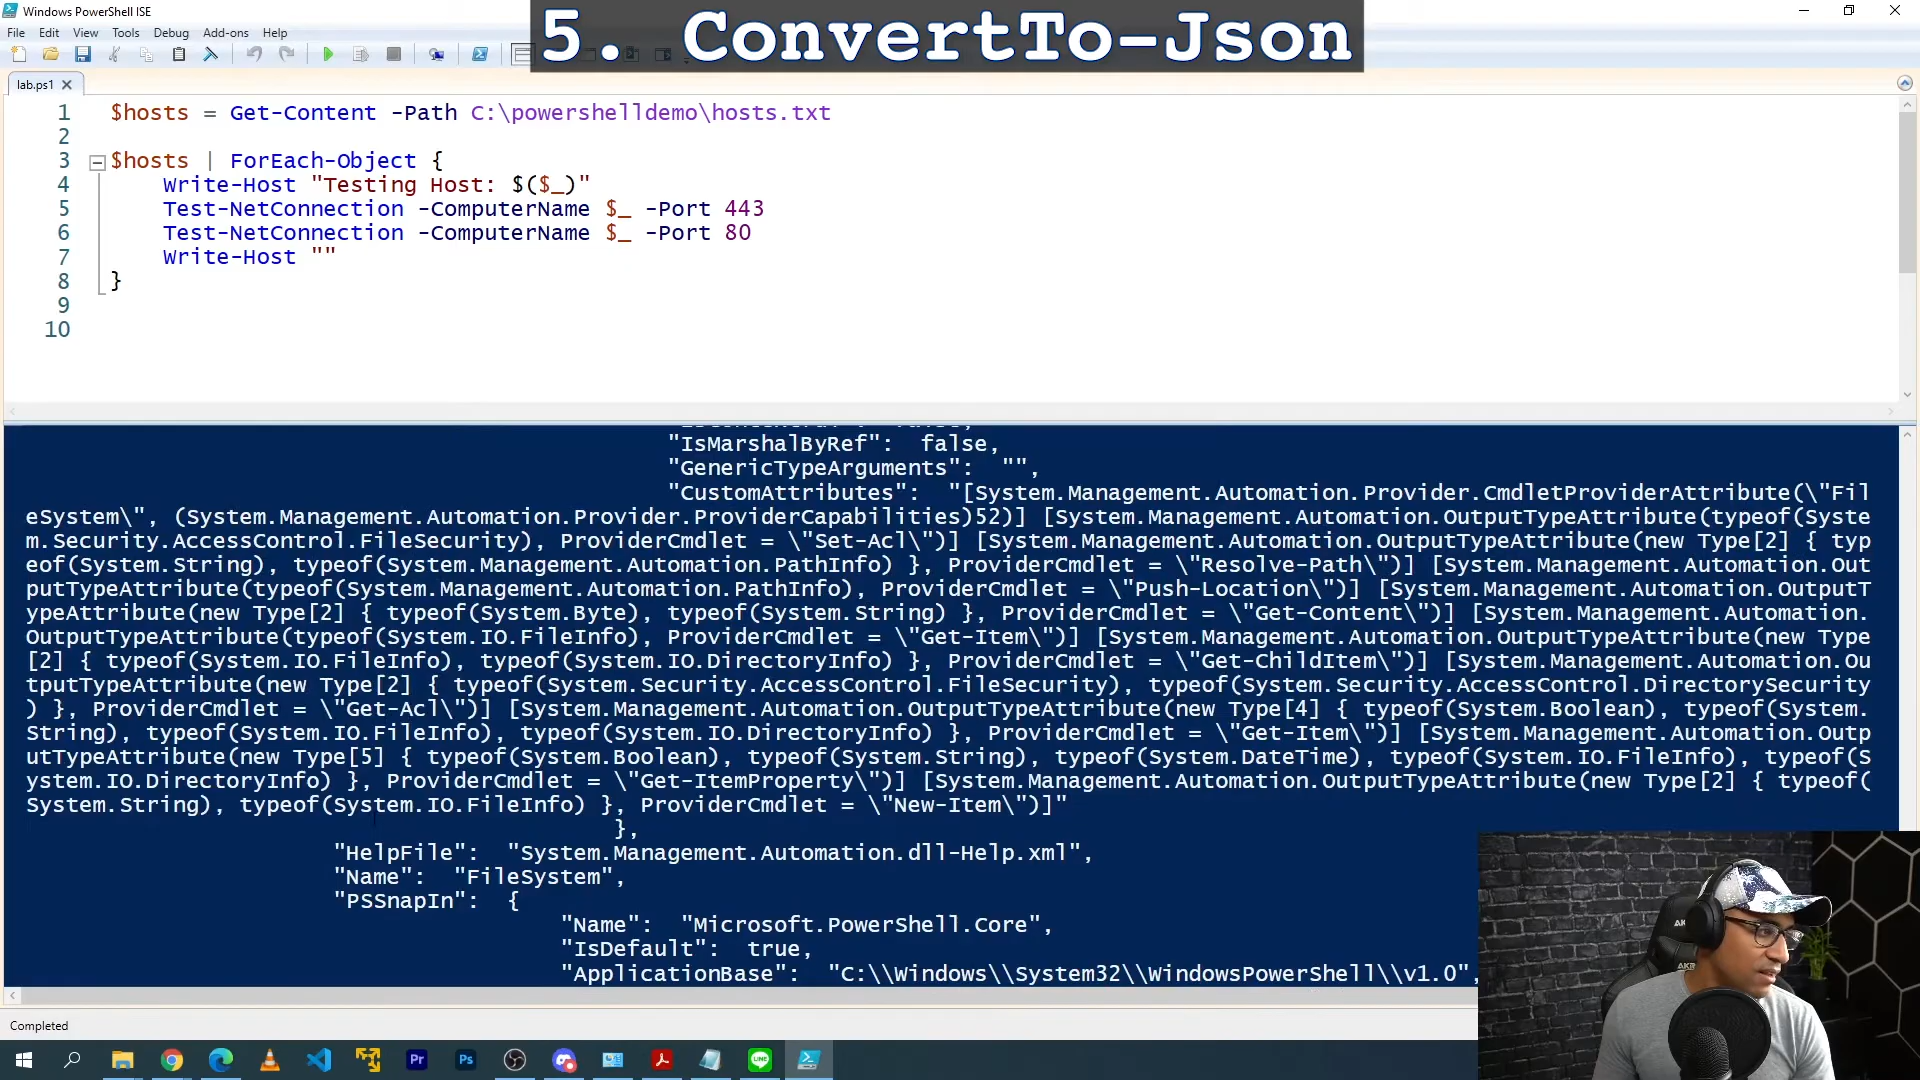 Windows PowerShell ISE
5. ConvertTo-Json
File Edit View Tools Debug Add-ons Help
lab.ps1
1 $hosts = Get-Content -Path C:\powershelldemo\hosts.txt
2
3 $hosts | ForEach-Object {
4 Write-Host "Testing Host: $($_)"
5 Test-NetConnection -ComputerName $_ -Port 443
6 Test-NetConnection -ComputerName $_ -Port 80
7 Write-Host ""
8 }
9
10
"IsMarshalByRef":  false,
"GenericTypeArguments":  "",
"CustomAttributes":  "[System.Management.Automation.Provider.CmdletProviderAttribute(\"Fil
eSystem\", (System.Management.Automation.Provider.ProviderCapabilities)52)] [System.Management.Automation.OutputTypeAttribute(typeof(Syste
m.Security.AccessControl.FileSecurity), ProviderCmdlet = \"Set-Acl\")] [System.Management.Automation.OutputTypeAttribute(new Type[2] { typ
eof(System.String), typeof(System.Management.Automation.PathInfo) }, ProviderCmdlet = \"Resolve-Path\")] [System.Management.Automation.Out
putTypeAttribute(typeof(System.Management.Automation.PathInfo), ProviderCmdlet = \"Push-Location\")] [System.Management.Automation.OutputT
ypeAttribute(new Type[2] { typeof(System.Byte), typeof(System.String) }, ProviderCmdlet = \"Get-Content\")] [System.Management.Automation.
OutputTypeAttribute(typeof(System.IO.FileInfo), ProviderCmdlet = \"Get-Item\")] [System.Management.Automation.OutputTypeAttribute(new Type
[2] { typeof(System.IO.FileInfo), typeof(System.IO.DirectoryInfo) }, ProviderCmdlet = \"Get-ChildItem\")] [System.Management.Automation.Ou
tputTypeAttribute(new Type[2] { typeof(System.Security.AccessControl.FileSecurity), typeof(System.Security.AccessControl.DirectorySecurity
) }, ProviderCmdlet = \"Get-Acl\")] [System.Management.Automation.OutputTypeAttribute(new Type[4] { typeof(System.Boolean), typeof(System.
String), typeof(System.IO.FileInfo), typeof(System.IO.DirectoryInfo) }, ProviderCmdlet = \"Get-Item\")] [System.Management.Automation.Outp
utTypeAttribute(new Type[5] { typeof(System.Boolean), typeof(System.String), typeof(System.DateTime), typeof(System.IO.FileInfo), typeof(S
ystem.IO.DirectoryInfo) }, ProviderCmdlet = \"Get-ItemProperty\")] [System.Management.Automation.OutputTypeAttribute(new Type[2] { typeof(
System.String), typeof(System.IO.FileInfo) }, ProviderCmdlet = \"New-Item\")]"
},
"HelpFile":  "System.Management.Automation.dll-Help.xml",
"Name":  "FileSystem",
"PSSnapIn":  {
"Name":  "Microsoft.PowerShell.Core",
"IsDefault":  true,
"ApplicationBase":  "C:\\Windows\\System32\\WindowsPowerShell\\v1.0",
Completed
Pr
Ps
LINE